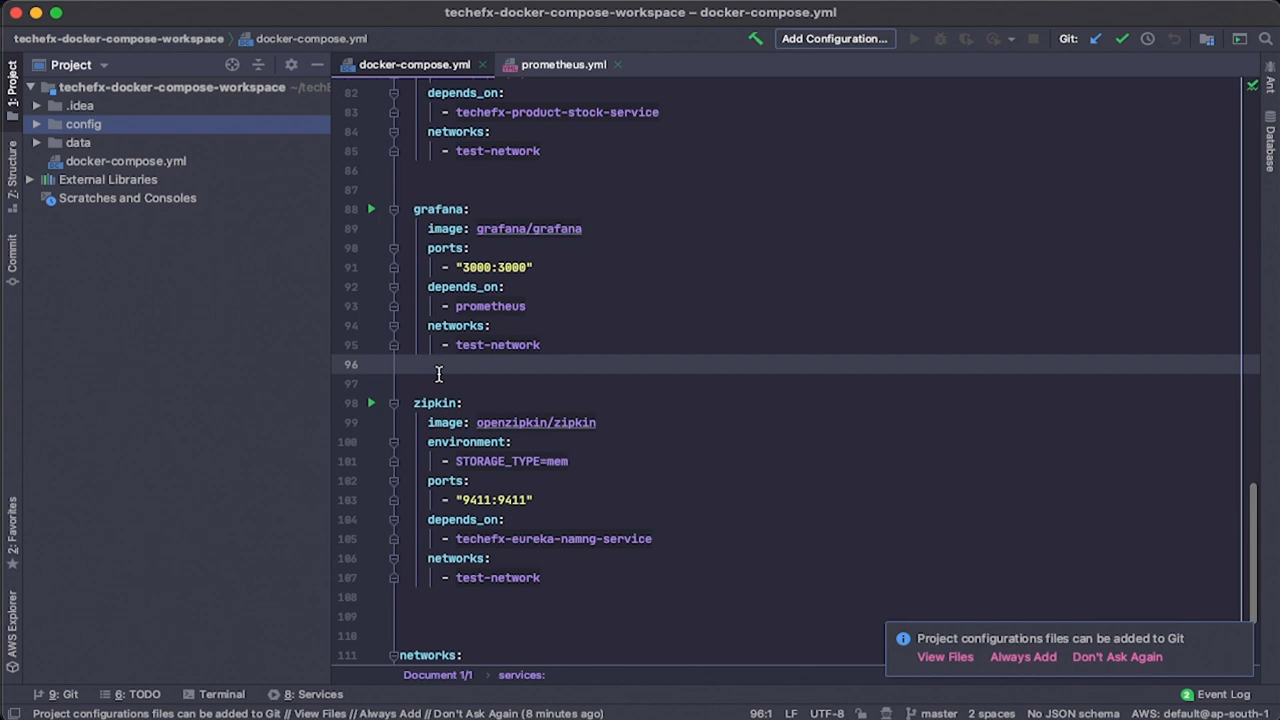 techefx-docker-compose-workspace – docker-compose.yml
techefx-docker-compose-workspace docker-compose.yml Add Configuration... Git:
Project docker-compose.yml prometheus.yml
1: Project
Z: Structure
Commit
2: Favorites
AWS Explorer
techefx-docker-compose-workspace
.idea
config
data
docker-compose.yml
External Libraries
Scratches and Consoles
82 depends_on:
83 - techefx-product-stock-service
84 networks:
85 - test-network
86
87
88 grafana:
89 image: grafana/grafana
90 ports:
91 - "3000:3000"
92 depends_on:
93 - prometheus
94 networks:
95 - test-network
96
97
98 zipkin:
99 image: openzipkin/zipkin
100 environment:
101 - STORAGE_TYPE=mem
102 ports:
103 - "9411:9411"
104 depends_on:
105 - techefx-eureka-namng-service
106 networks:
107 - test-network
108
109
110
111 networks:
Document 1/1 services:
Ant
Database
Project configurations files can be added to Git
View Files Always Add Don't Ask Again
9: Git 6: TODO Terminal 8: Services 2 Event Log
Project configurations files can be added to Git // View Files // Always Add // Don't Ask Again (8 minutes ago) 96:1 LF UTF-8 master 2 spaces No JSON schema AWS: default@ap-south-1